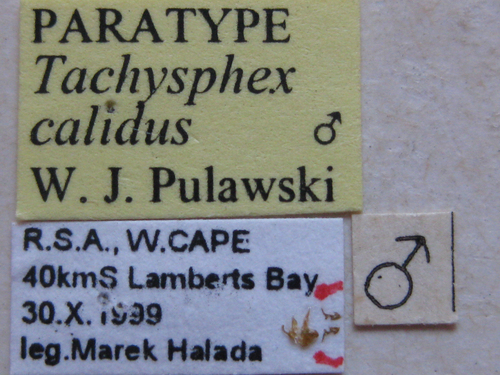 PARATYPE
Tachysphex
calidus ♂
W. J. Pulawski
R.S.A., W.CAPE
40kmS Lamberts Bay
30.X.1999
leg.Marek Halada
♂